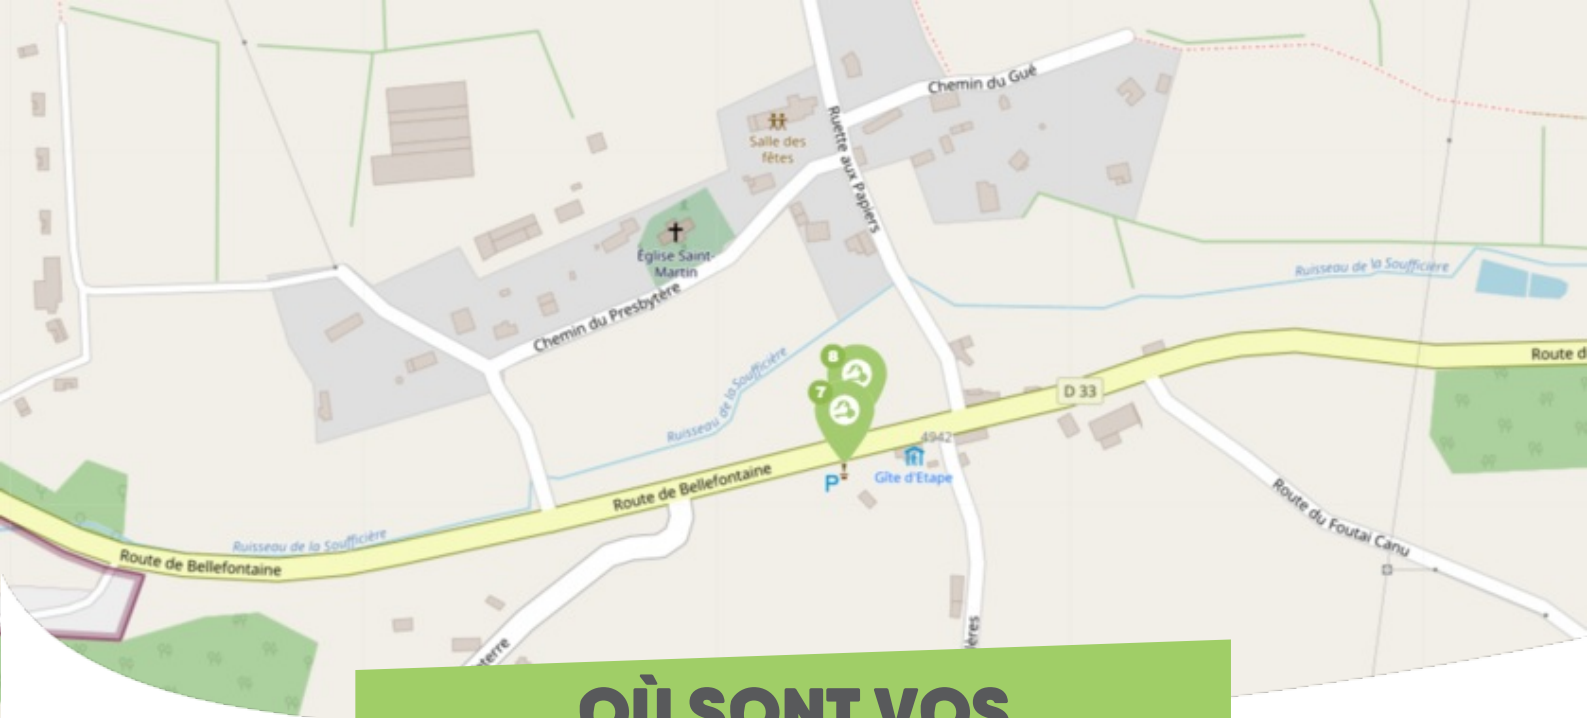 Chemin du Gué
Ruette aux Papiers
Salle des
fêtes
Église Saint-
Martin
Chemin du Presbytère
Ruisseau de la Soufficière
Ruisseau de la Soufficière
Route d
8
7
D 33
4942
Gîte d'Etape
P
Route de Bellefontaine
Route du Foutai Canu
Ruisseau de la Soufficière
Route de Bellefontaine
ères
terre
OÙ SONT VOS